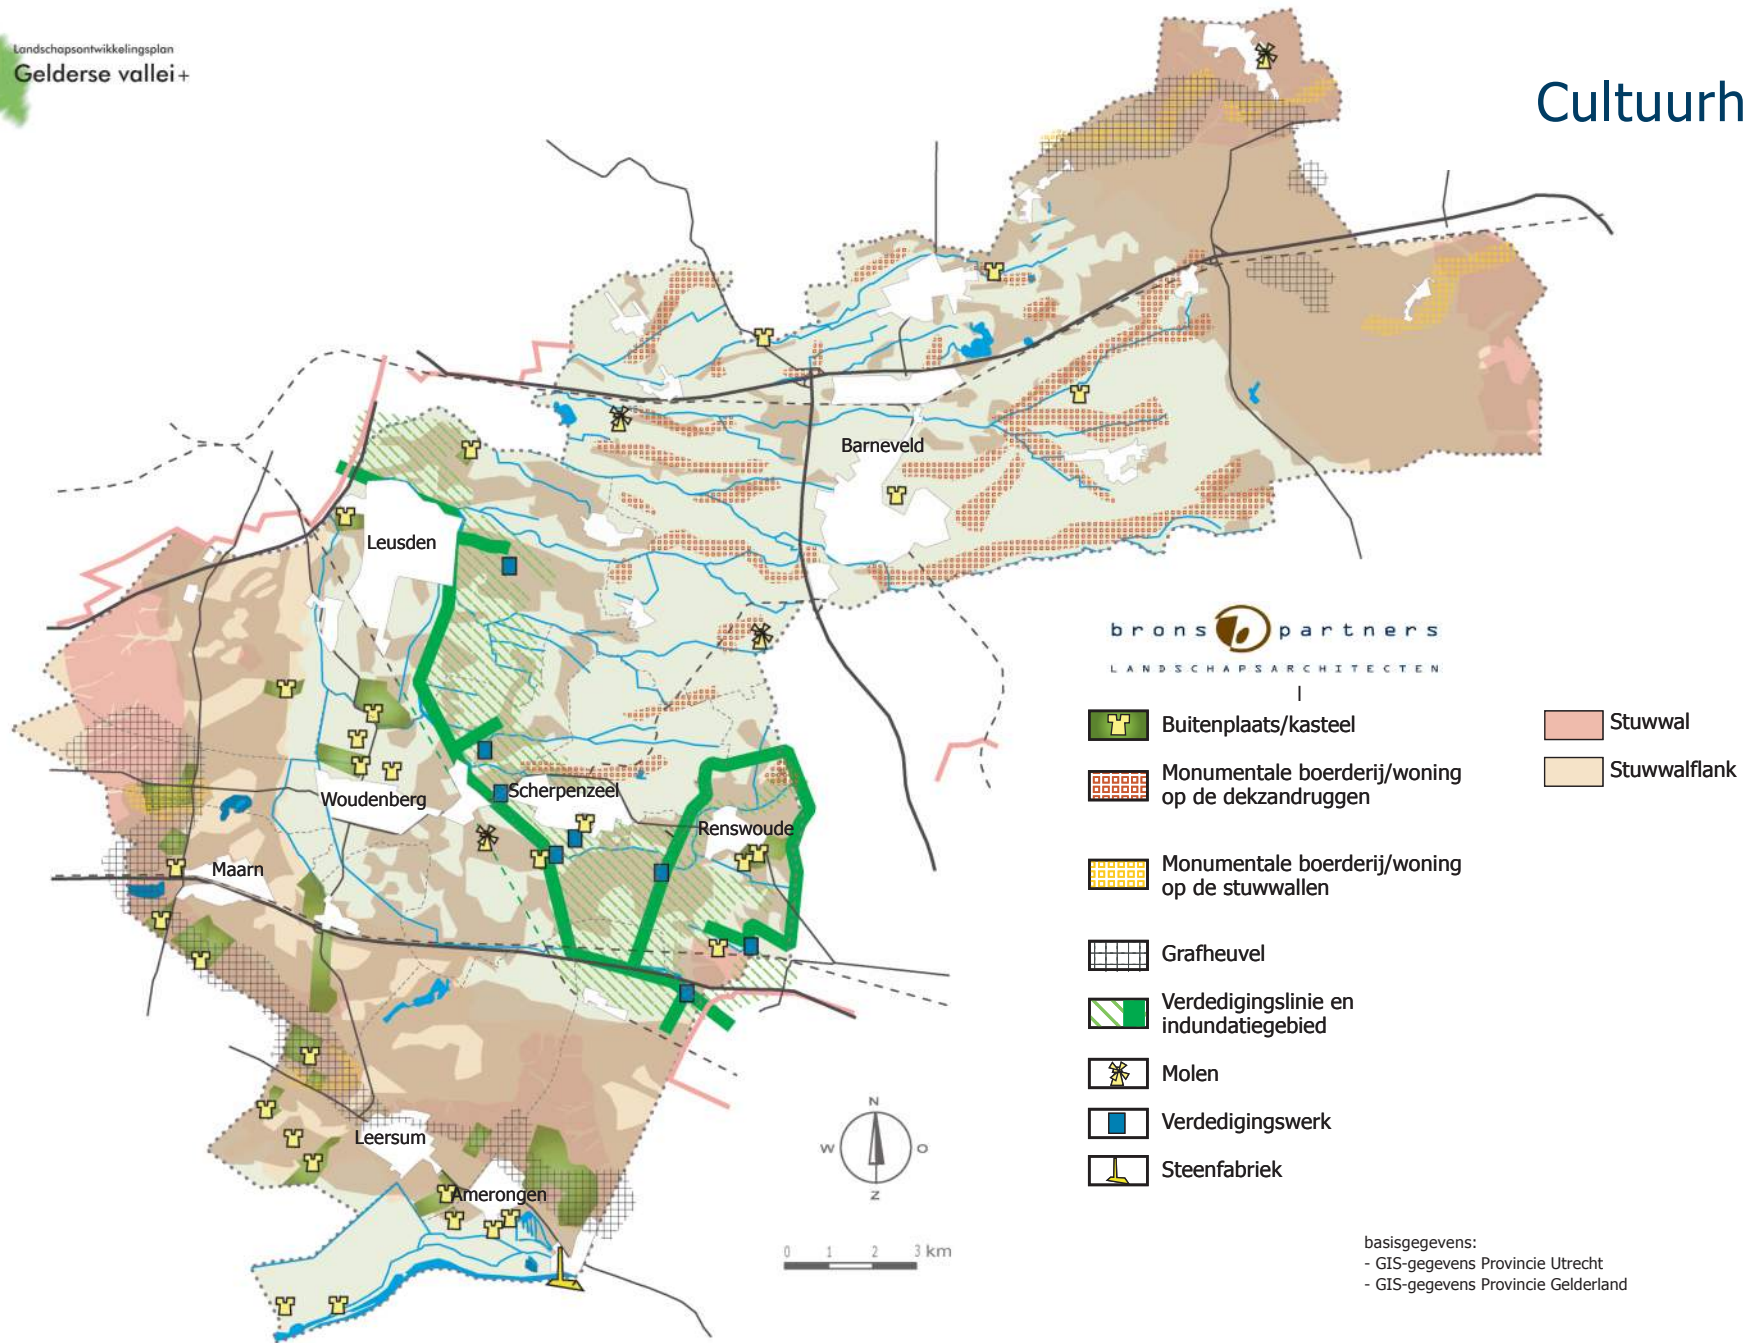 Landschapsontwikkelingsplan
Gelderse vallei+
Cultuurh
Barneveld
Leusden
Woudenberg
Scherpenzeel
Renswoude
Maarn
Leersum
Amerongen
brons b partners
LANDSCHAPSARCHITECTEN
Buitenplaats/kasteel
Monumentale boerderij/woning
op de dekzandruggen
Monumentale boerderij/woning
op de stuwwallen
Grafheuvel
Verdedigingslinie en
indundatiegebied
Molen
Verdedigingswerk
Steenfabriek
Stuwwal
Stuwwalflank
N
W O
Z
0 1 2 3 km
basisgegevens:
- GIS-gegevens Provincie Utrecht
- GIS-gegevens Provincie Gelderland